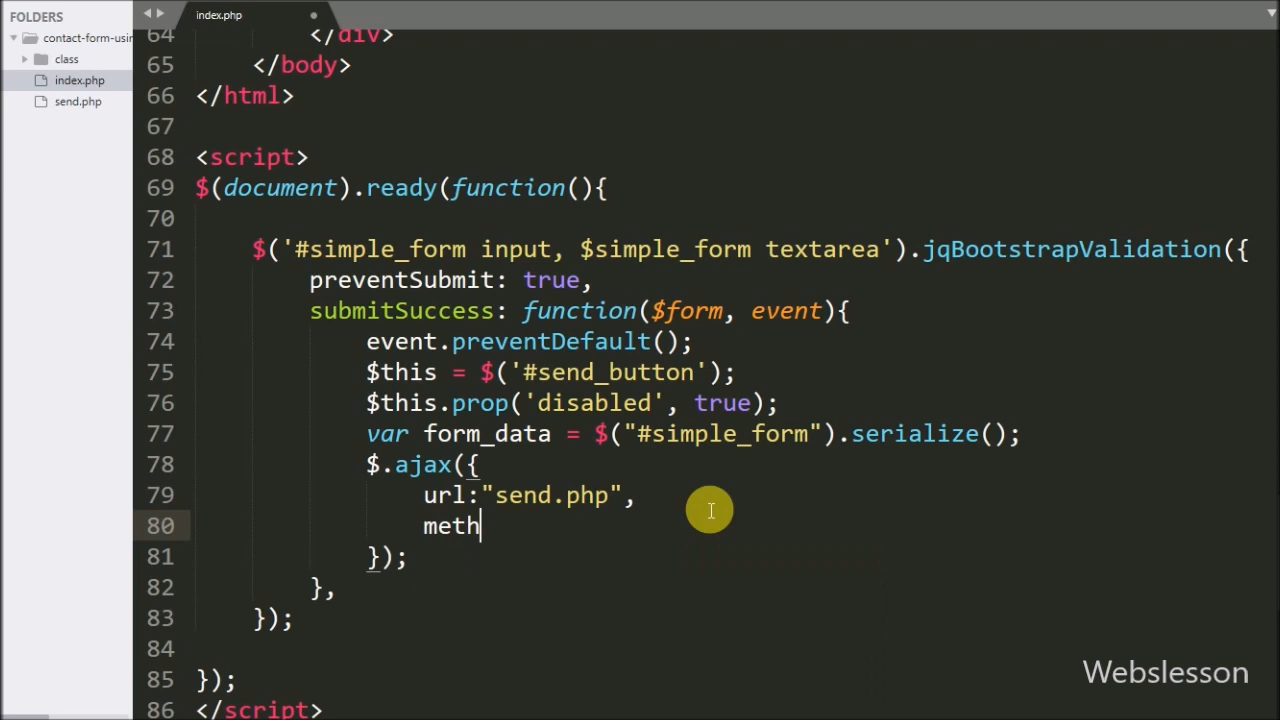 FOLDERS
contact-form-usin
class
index.php
send.php
index.php
64 </div>
65 </body>
66 </html>
67
68 <script>
69 $(document).ready(function(){
70
71 $('#simple_form input, $simple_form textarea').jqBootstrapValidation({
72 preventSubmit: true,
73 submitSuccess: function($form, event){
74 event.preventDefault();
75 $this = $('#send_button');
76 $this.prop('disabled', true);
77 var form_data = $("#simple_form").serialize();
78 $.ajax({
79 url:"send.php",
80 meth
81 });
82 },
83 });
84
85 });
86 </script>
Webslesson